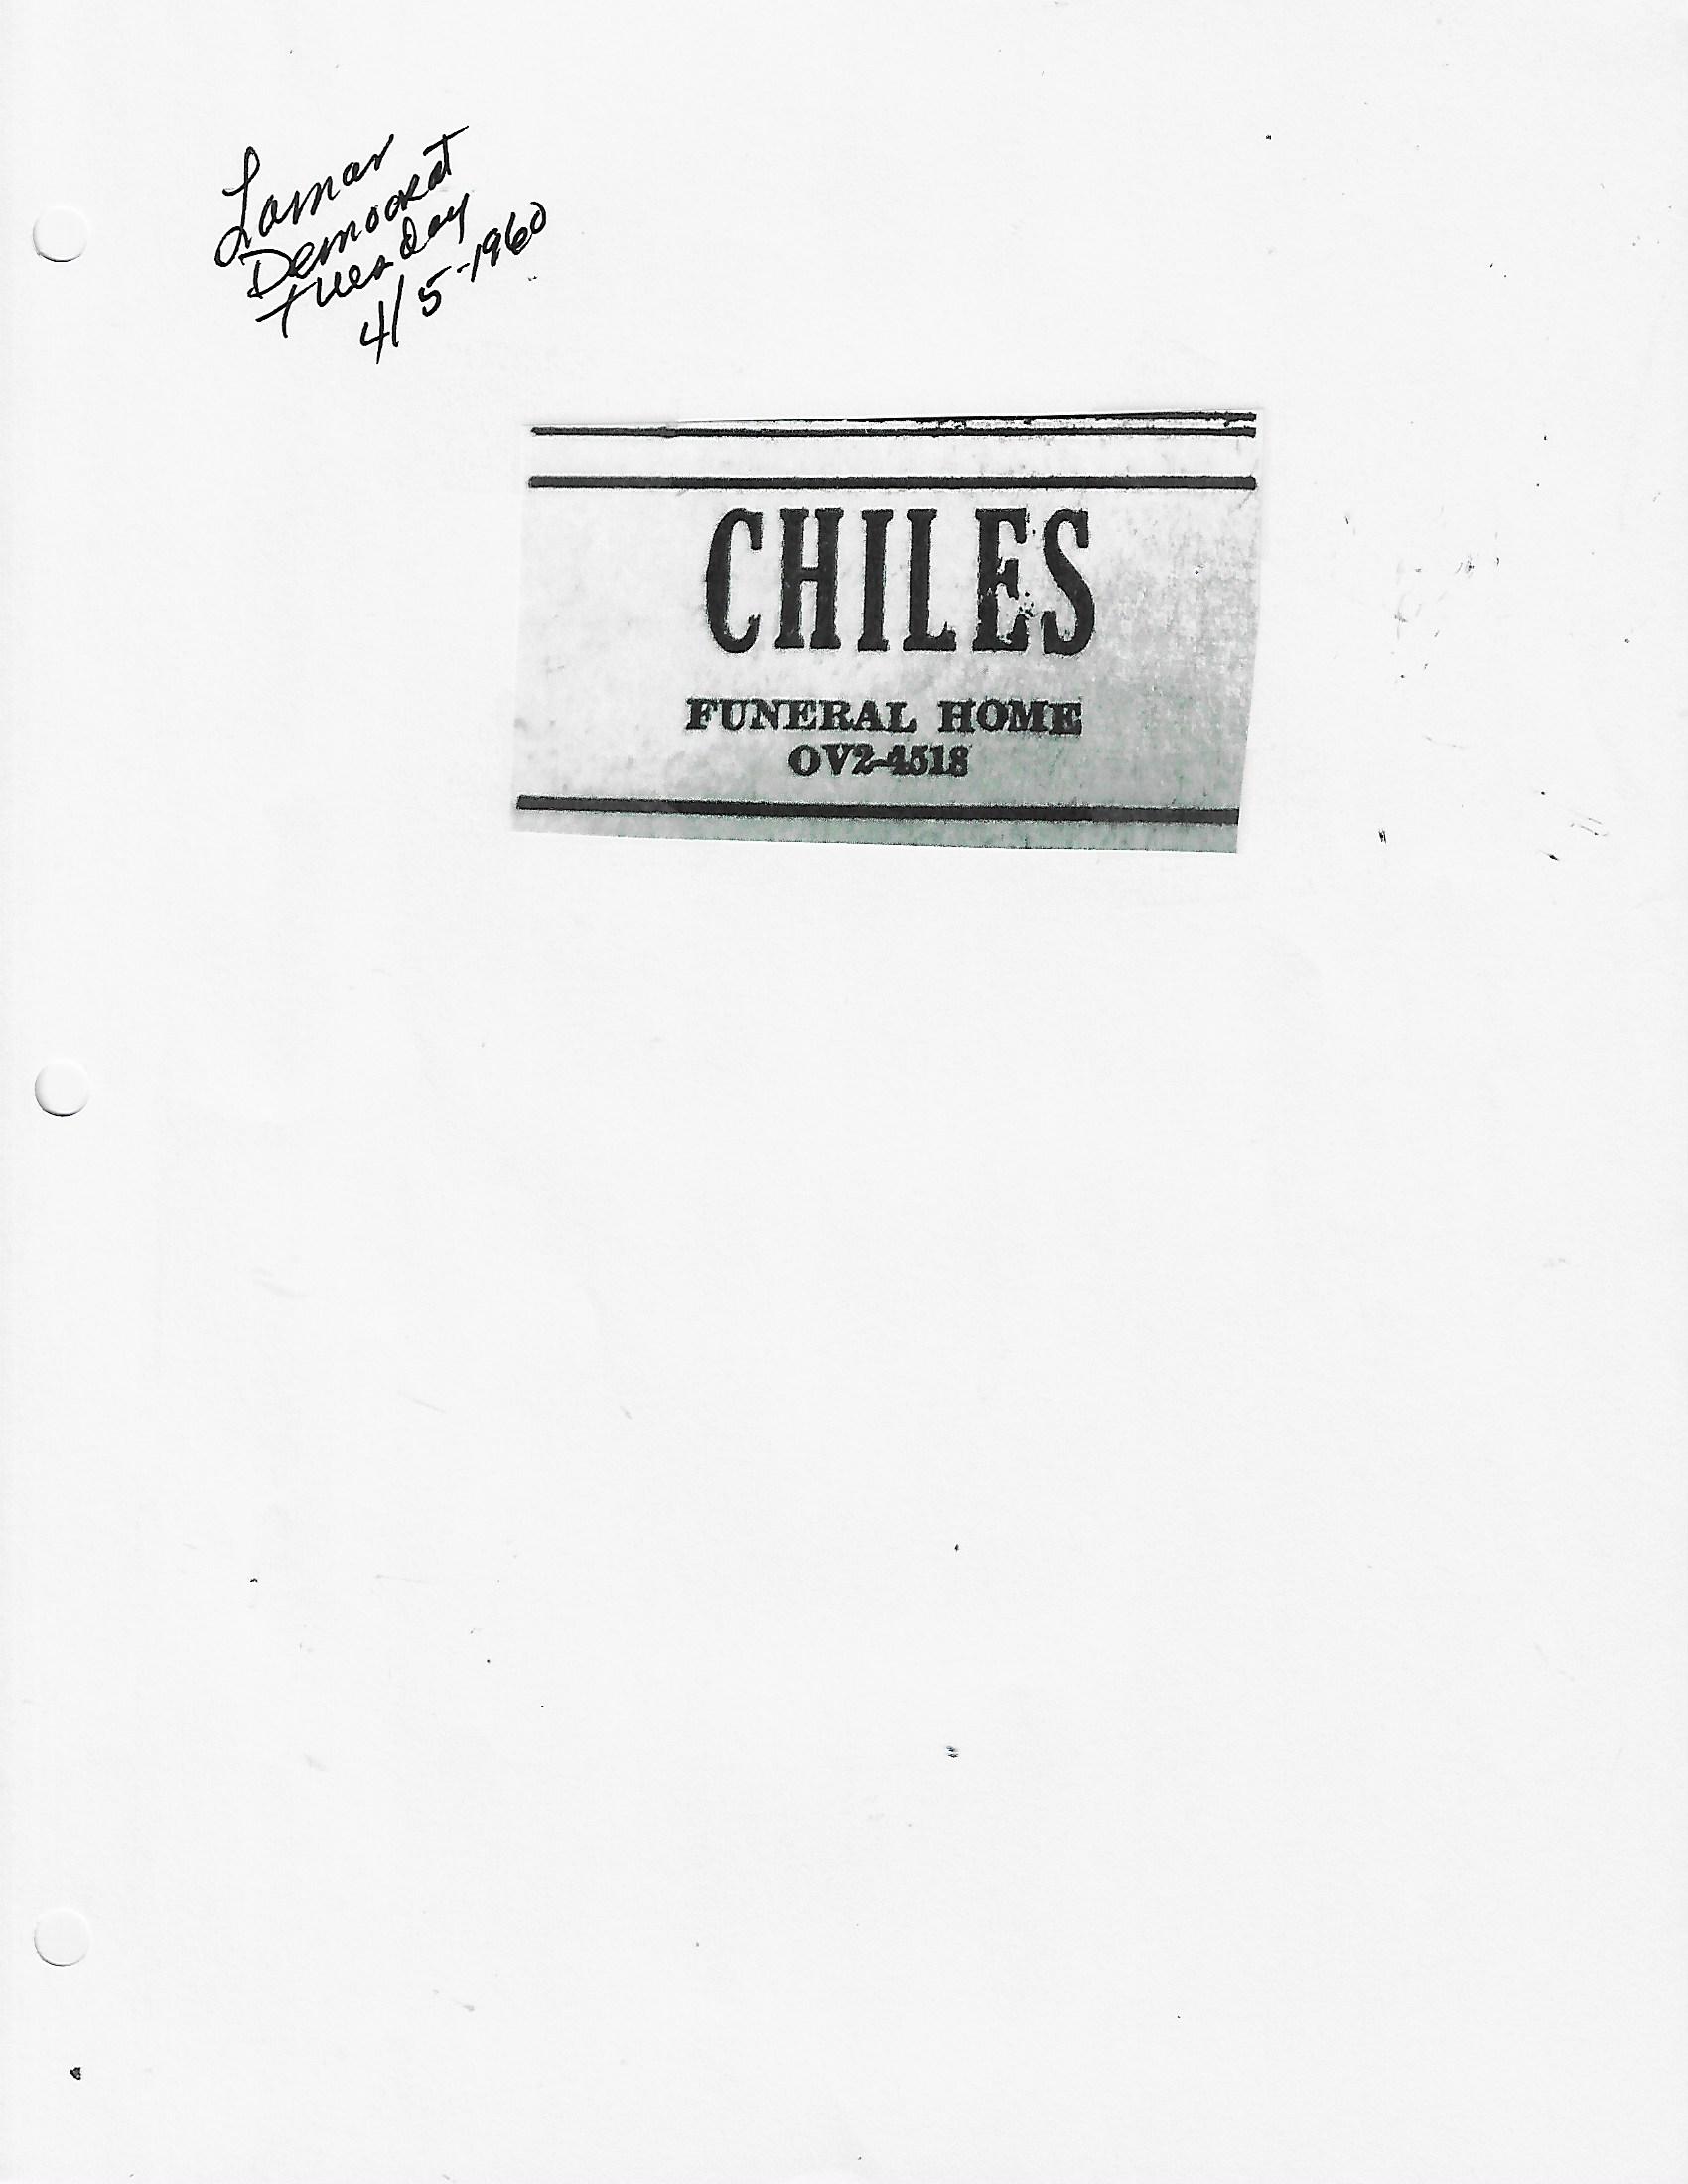 Lamar
Democrat
Tuesday
4/5-1960
CHILES
FUNERAL HOME
OV2-4518